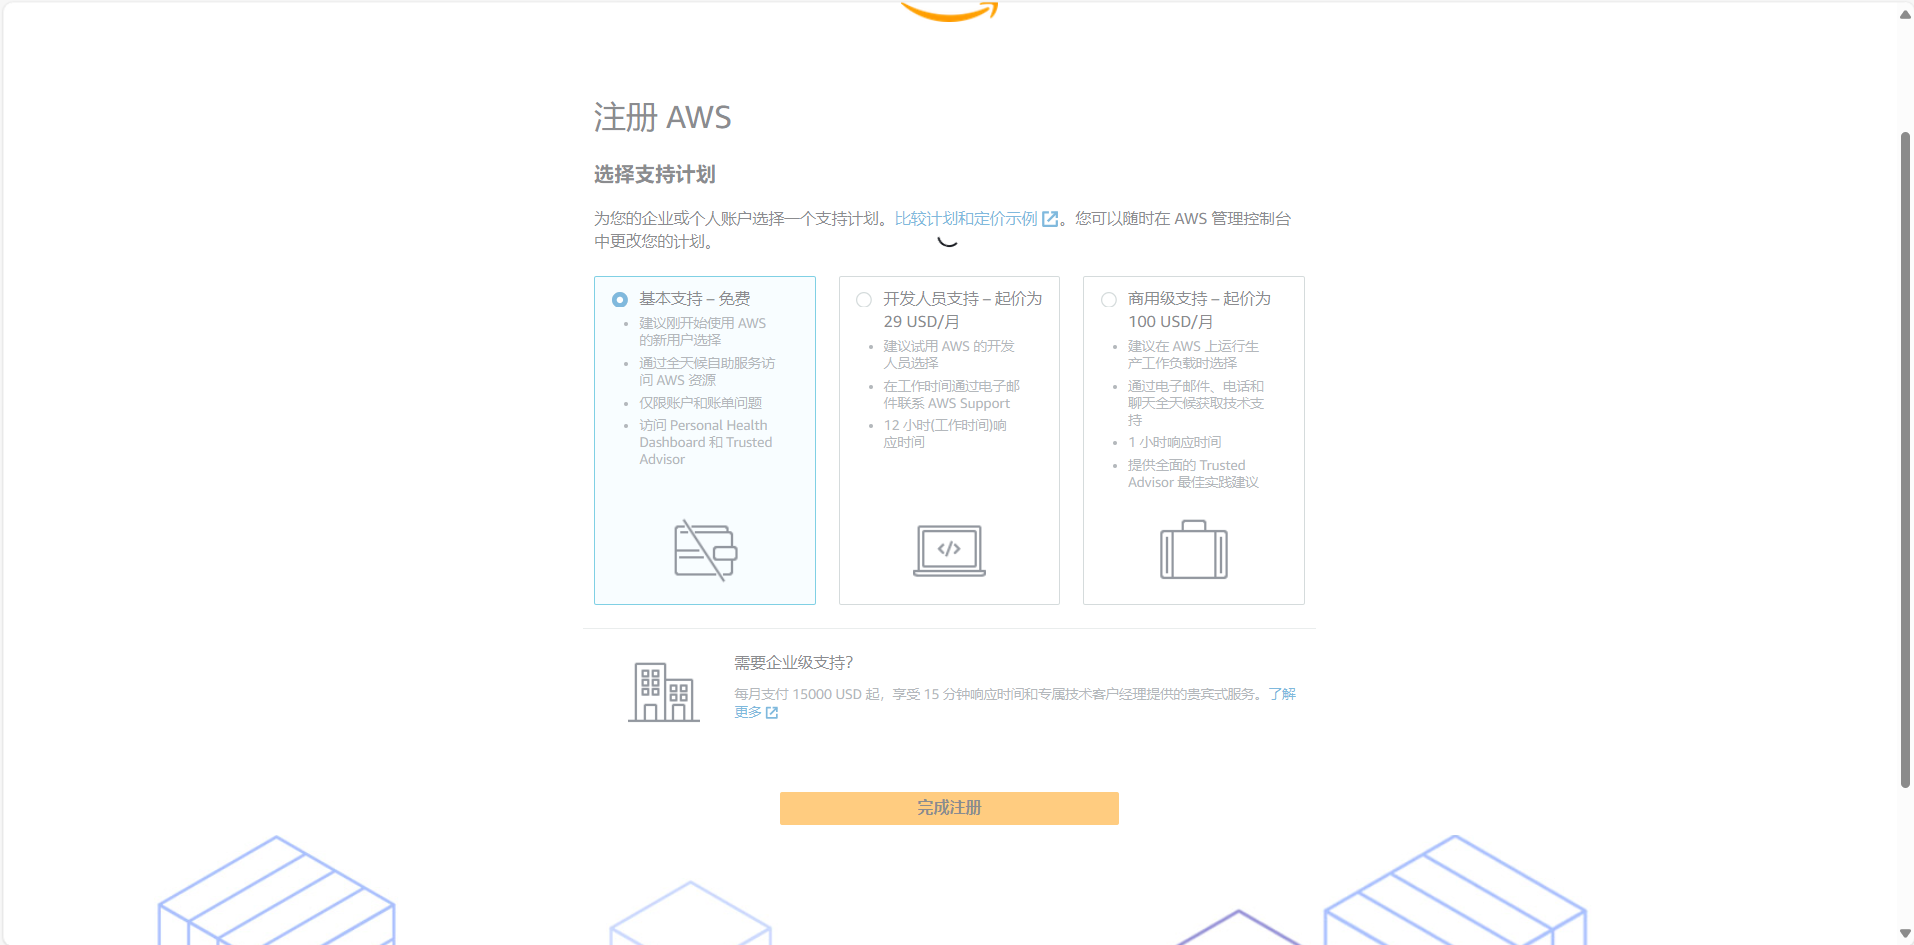 注册 AWS
选择支持计划
为您的企业或个人账户选择一个支持计划。比较计划和定价示例。您可以随时在 AWS 管理控制台
中更改您的计划。
基本支持 – 免费
建议刚开始使用 AWS
的新用户选择
通过全天候自助服务访
问 AWS 资源
仅限账户和账单问题
访问 Personal Health
Dashboard 和 Trusted
Advisor
开发人员支持 – 起价为
29 USD/月
建议试用 AWS 的开发
人员选择
在工作时间通过电子邮
件联系 AWS Support
12 小时(工作时间)响
应时间
商用级支持 – 起价为
100 USD/月
建议在 AWS 上运行生
产工作负载时选择
通过电子邮件、电话和
聊天全天候获取技术支
持
1 小时响应时间
提供全面的 Trusted
Advisor 最佳实践建议
</>
需要企业级支持?
每月支付 15000 USD 起，享受 15 分钟响应时间和专属技术客户经理提供的贵宾式服务。了解
更多
完成注册